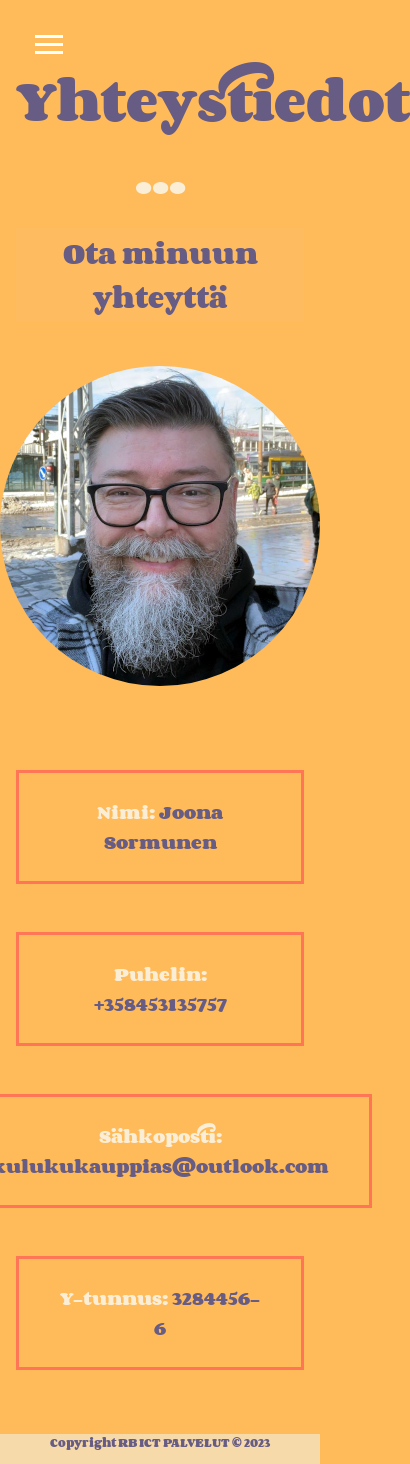 Yhteystiedot
Ota minuun
yhteyttä
Nimi: Joona
Sormunen
Puhelin:
+358453135757
Sähkoposti:
kulukukauppias@outlook.com
Y-tunnus: 3284456-
6
Copyright RB ICT PALVELUT © 2023